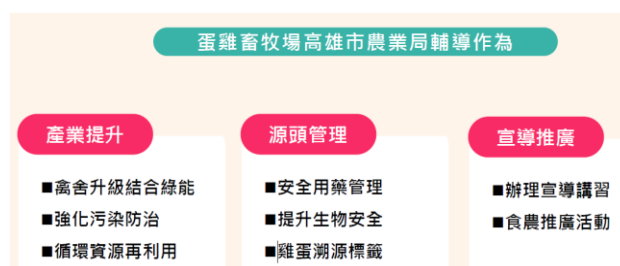 蛋雞畜牧場高雄市農業局輔導作為
產業提升
■禽舍升級結合綠能
■強化污染防治
■循環資源再利用
源頭管理
■安全用藥管理
■提升生物安全
■雞蛋溯源標籤
宣導推廣
■辦理宣導講習
■食農推廣活動